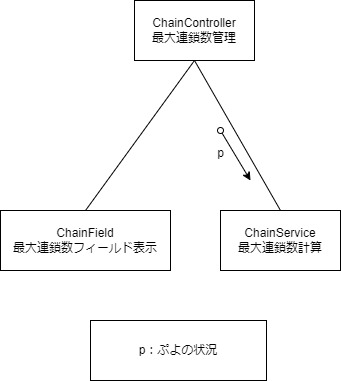 ChainController
最大連鎖数管理
p
ChainField
最大連鎖数フィールド表示
ChainService
最大連鎖数計算
p：ぷよの状況